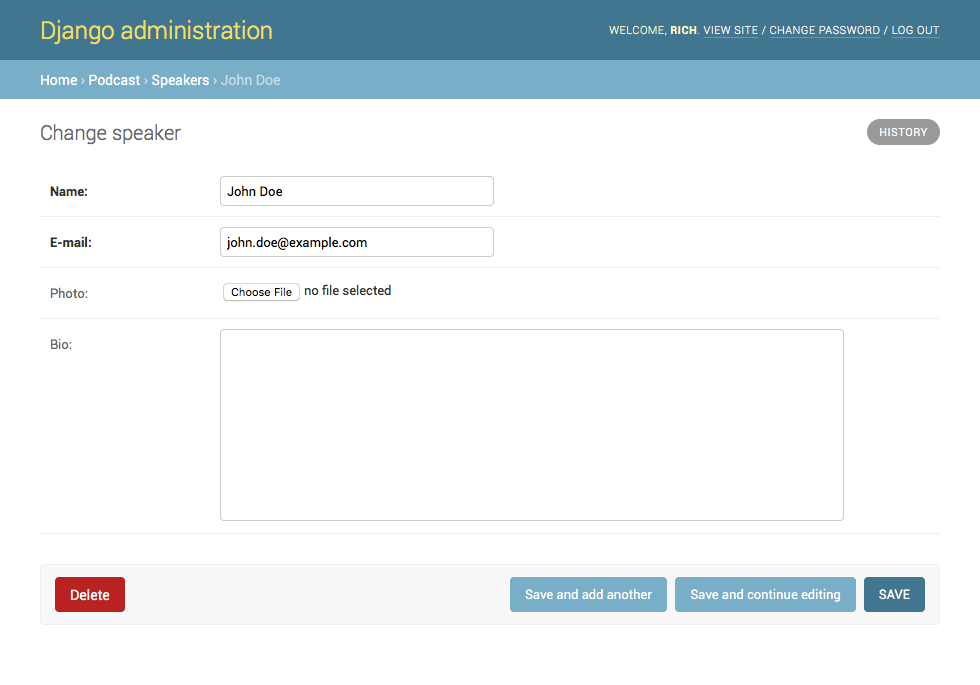 Django administration
WELCOME, RICH. VIEW SITE / CHANGE PASSWORD / LOG OUT
Home › Podcast › Speakers › John Doe
Change speaker
HISTORY
Name: John Doe
E-mail: john.doe@example.com
Photo: Choose File no file selected
Bio:
Delete Save and add another Save and continue editing SAVE